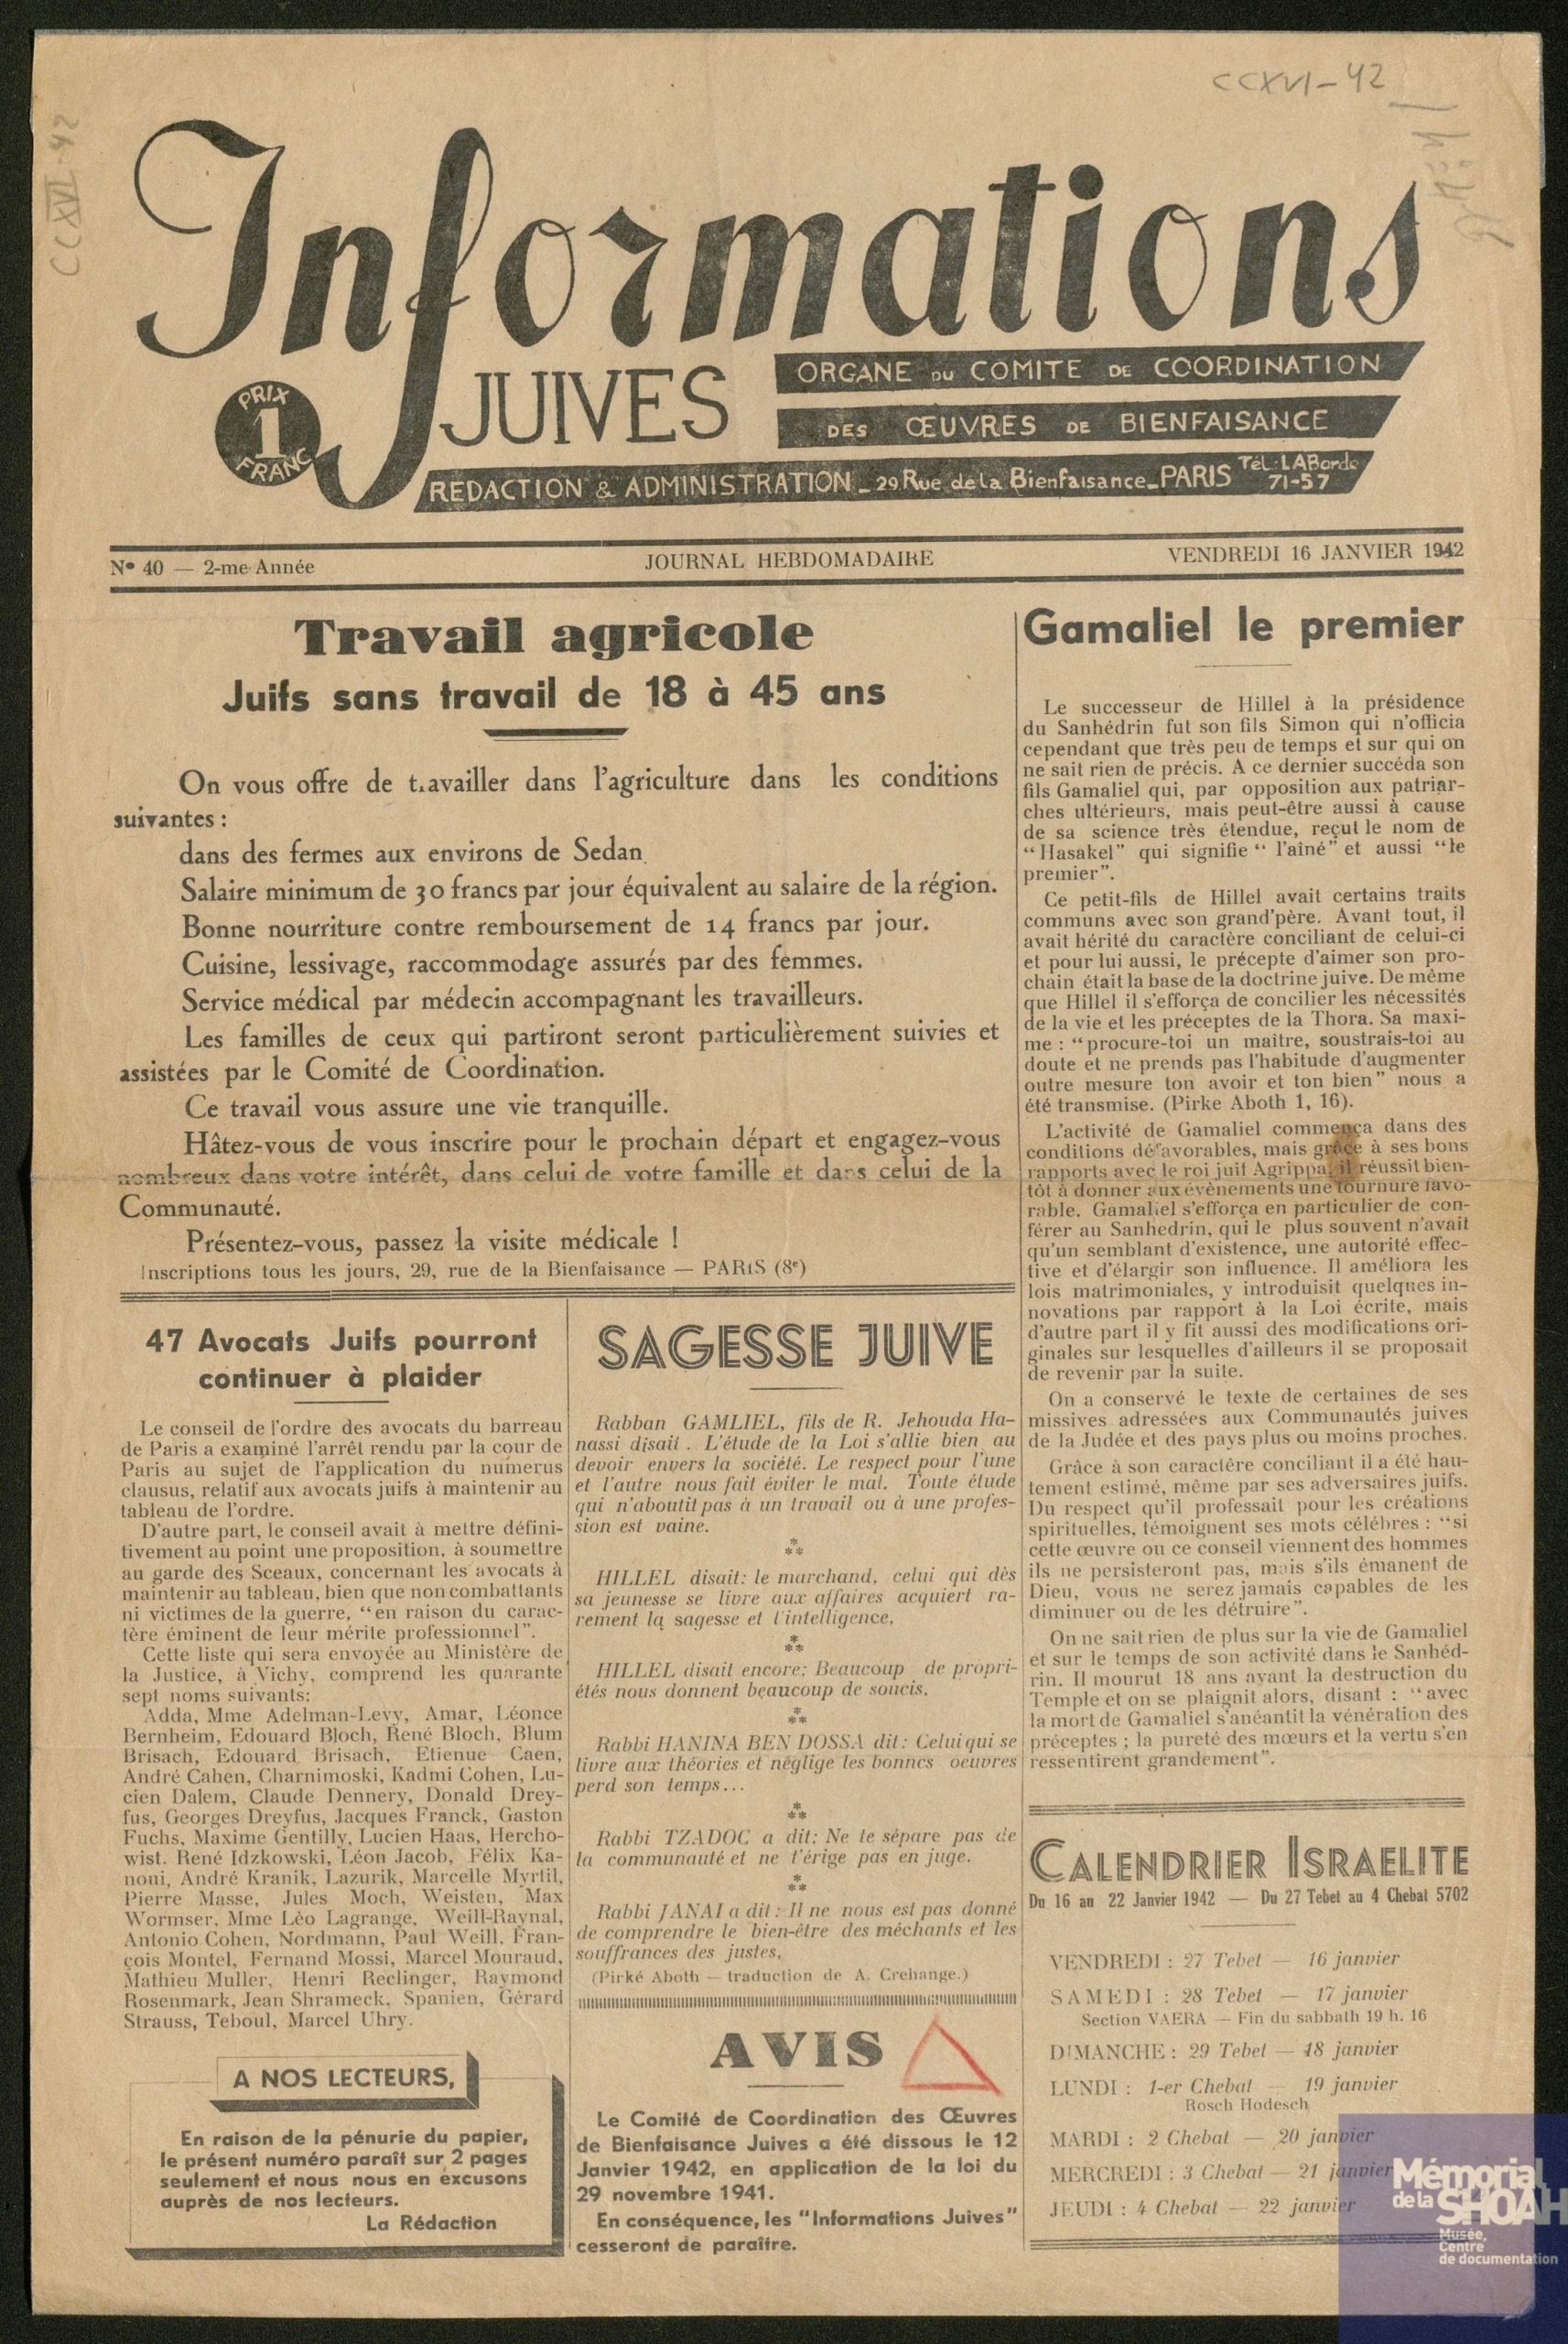 CCXVI-42
CCXVI-42
Informations
JUIVES
PRIX
1
FRANC
ORGANE DU COMITE DE COORDINATION
DES ŒUVRES DE BIENFAISANCE
REDACTION & ADMINISTRATION _ 29 Rue de la Bienfaisance _ PARIS Tél: LABorde 71-57
N° 40 — 2-me Année
JOURNAL HEBDOMADAIRE
VENDREDI 16 JANVIER 1942
Travail agricole
Juifs sans travail de 18 à 45 ans
On vous offre de t.availler dans l'agriculture dans les conditions
suivantes :
dans des fermes aux environs de Sedan
Salaire minimum de 30 francs par jour équivalent au salaire de la région.
Bonne nourriture contre remboursement de 14 francs par jour.
Cuisine, lessivage, raccommodage assurés par des femmes.
Service médical par médecin accompagnant les travailleurs.
Les familles de ceux qui partiront seront particulièrement suivies et
assistées par le Comité de Coordination.
Ce travail vous assure une vie tranquille.
Hâtez-vous de vous inscrire pour le prochain départ et engagez-vous
nombreux dans votre intérêt, dans celui de votre famille et dans celui de la
Communauté.
Présentez-vous, passez la visite médicale !
Inscriptions tous les jours, 29, rue de la Bienfaisance — PARIS (8e)
47 Avocats Juifs pourront
continuer à plaider
Le conseil de l'ordre des avocats du barreau
de Paris a examiné l'arrêt rendu par la cour de
Paris au sujet de l'application du numerus
clausus, relatif aux avocats juifs à maintenir au
tableau de l'ordre.
D'autre part, le conseil avait à mettre défini-
tivement au point une proposition, à soumettre
au garde des Sceaux, concernant les avocats à
maintenir au tableau, bien que non combattants
ni victimes de la guerre, "en raison du carac-
tère éminent de leur mérite professionnel".
Cette liste qui sera envoyée au Ministère de
la Justice, à Vichy, comprend les quarante
sept noms suivants:
Adda, Mme Adelman-Levy, Amar, Léonce
Bernheim, Edouard Bloch, René Bloch, Blum
Brisach, Edouard Brisach, Etienue Caen,
André Cahen, Charnimoski, Kadmi Cohen, Lu-
cien Dalem, Claude Dennery, Donald Drey-
fus, Georges Dreyfus, Jacques Franck, Gaston
Fuchs, Maxime Gentilly, Lucien Haas, Hercho-
wist. René Idzkowski, Léon Jacob, Félix Ka-
noui, André Kranik, Lazurik, Marcelle Myrtil,
Pierre Masse, Jules Moch, Weisten, Max
Wormser, Mme Lèo Lagrange, Weill-Raynal,
Antonio Cohen, Nordmann, Paul Weill, Fran-
çois Montel, Fernand Mossi, Marcel Mouraud,
Mathieu Muller, Henri Reclinger, Raymond
Rosenmark, Jean Shrameck, Spanien, Gérard
Strauss, Teboul, Marcel Uhry.
A NOS LECTEURS,
En raison de la pénurie du papier,
le présent numéro paraît sur 2 pages
seulement et nous nous en excusons
auprès de nos lecteurs.
La Rédaction
SAGESSE JUIVE
Rabban GAMLIEL, fils de R. Jehouda Ha-
nassi disait . L'étude de la Loi s'allie bien au
devoir envers la société. Le respect pour l'une
et l'autre nous fait éviter le mal. Toute étude
qui n'aboutit pas à un travail ou à une profes-
sion est vaine.
***
HILLEL disait: le marchand, celui qui dès
sa jeunesse se livre aux affaires acquiert ra-
rement la sagesse et l'intelligence.
***
HILLEL disait encore: Beaucoup de propri-
étés nous donnent beaucoup de soucis.
***
Rabbi HANINA BEN DOSSA dit: Celui qui se
livre aux théories et néglige les bonnes oeuvres
perd son temps...
***
Rabbi TZADOC a dit: Ne te sépare pas de
la communauté et ne t'érige pas en juge.
***
Rabbi JANAI a dit: Il ne nous est pas donné
de comprendre le bien-être des méchants et les
souffrances des justes.
(Pirké Aboth — traduction de A. Crehange.)
AVIS
Le Comité de Coordination des Œuvres
de Bienfaisance Juives a été dissous le 12
Janvier 1942, en application de la loi du
29 novembre 1941.
En conséquence, les "Informations Juives"
cesseront de paraître.
Gamaliel le premier
Le successeur de Hillel à la présidence
du Sanhédrin fut son fils Simon qui n'officia
cependant que très peu de temps et sur qui on
ne sait rien de précis. A ce dernier succéda son
fils Gamaliel qui, par opposition aux patriar-
ches ultérieurs, mais peut-être aussi à cause
de sa science très étendue, reçut le nom de
"Hasakel" qui signifie " l'aîné" et aussi "le
premier".
Ce petit-fils de Hillel avait certains traits
communs avec son grand'père. Avant tout, il
avait hérité du caractère conciliant de celui-ci
et pour lui aussi, le précepte d'aimer son pro-
chain était la base de la doctrine juive. De même
que Hillel il s'efforça de concilier les nécessités
de la vie et les préceptes de la Thora. Sa maxi-
me : "procure-toi un maître, soustrais-toi au
doute et ne prends pas l'habitude d'augmenter
outre mesure ton avoir et ton bien" nous a
été transmise. (Pirke Aboth 1, 16).
L'activité de Gamaliel commença dans des
conditions défavorables, mais grâce à ses bons
rapports avec le roi juif Agrippa, il réussit bien-
tôt à donner aux évènements une tournure favo-
rable. Gamaliel s'efforça en particulier de con-
férer au Sanhedrin, qui le plus souvent n'avait
qu'un semblant d'existence, une autorité effec-
tive et d'élargir son influence. Il améliora les
lois matrimoniales, y introduisit quelques in-
novations par rapport à la Loi écrite, mais
d'autre part il y fit aussi des modifications ori-
ginales sur lesquelles d'ailleurs il se proposait
de revenir par la suite.
On a conservé le texte de certaines de ses
missives adressées aux Communautés juives
de la Judée et des pays plus ou moins proches.
Grâce à son caractère conciliant il a été hau-
tement estimé, même par ses adversaires juifs.
Du respect qu'il professait pour les créations
spirituelles, témoignent ses mots célébres : "si
cette œuvre ou ce conseil viennent des hommes
ils ne persisteront pas, mais s'ils émanent de
Dieu, vous ne serez jamais capables de les
diminuer ou de les détruire".
On ne sait rien de plus sur la vie de Gamaliel
et sur le temps de son activité dans le Sanhéd-
rin. Il mourut 18 ans avant la destruction du
Temple et on se plaignit alors, disant : "avec
la mort de Gamaliel s'anéantit la vénération des
préceptes ; la pureté des mœurs et la vertu s'en
ressentirent grandement".
CALENDRIER ISRAELITE
Du 16 au 22 Janvier 1942 — Du 27 Tebet au 4 Chebat 5702
VENDREDI : 27 Tebet — 16 janvier
SAMEDI : 28 Tebet — 17 janvier
Section VAERA — Fin du sabbath 19 h. 16
DIMANCHE : 29 Tebet — 18 janvier
LUNDI : 1-er Chebat — 19 janvier
Rosch Hodesch
MARDI : 2 Chebat — 20 janvier
MERCREDI : 3 Chebat — 21 janvier
JEUDI : 4 Chebat — 22 janvier
Mémorial
de la SHOAH
Musée,
Centre
de documentation